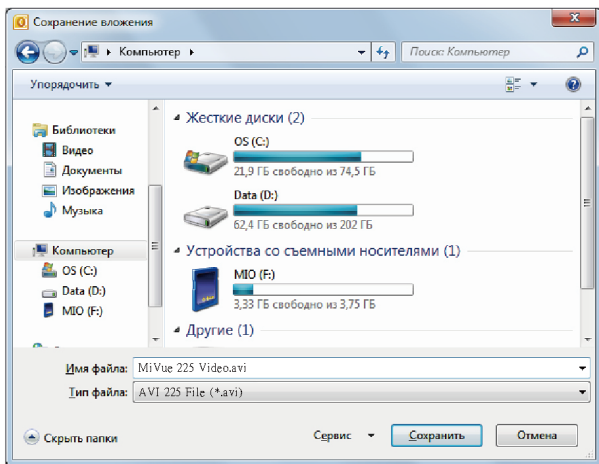 Сохранение вложения
Компьютер
Поиск: Компьютер
Упорядочить
Библиотеки
Видео
Документы
Изображения
Музыка
Компьютер
OS (C:)
Data (D:)
MIO (F:)
Жесткие диски (2)
OS (C:)
21,9 ГБ свободно из 74,5 ГБ
Data (D:)
62,4 ГБ свободно из 202 ГБ
Устройства со съемными носителями (1)
MIO (F:)
3,33 ГБ свободно из 3,75 ГБ
Другие (1)
Имя файла: MiVue 225 Video.avi
Тип файла: AVI 225 File (*.avi)
Скрыть папки
Сервис
Сохранить
Отмена